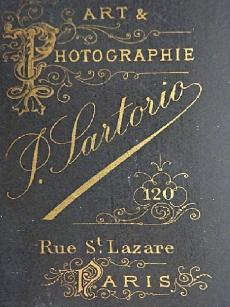 ART &
PHOTOGRAPHIE
P. Sartorio
120
Rue St Lazare
PARIS